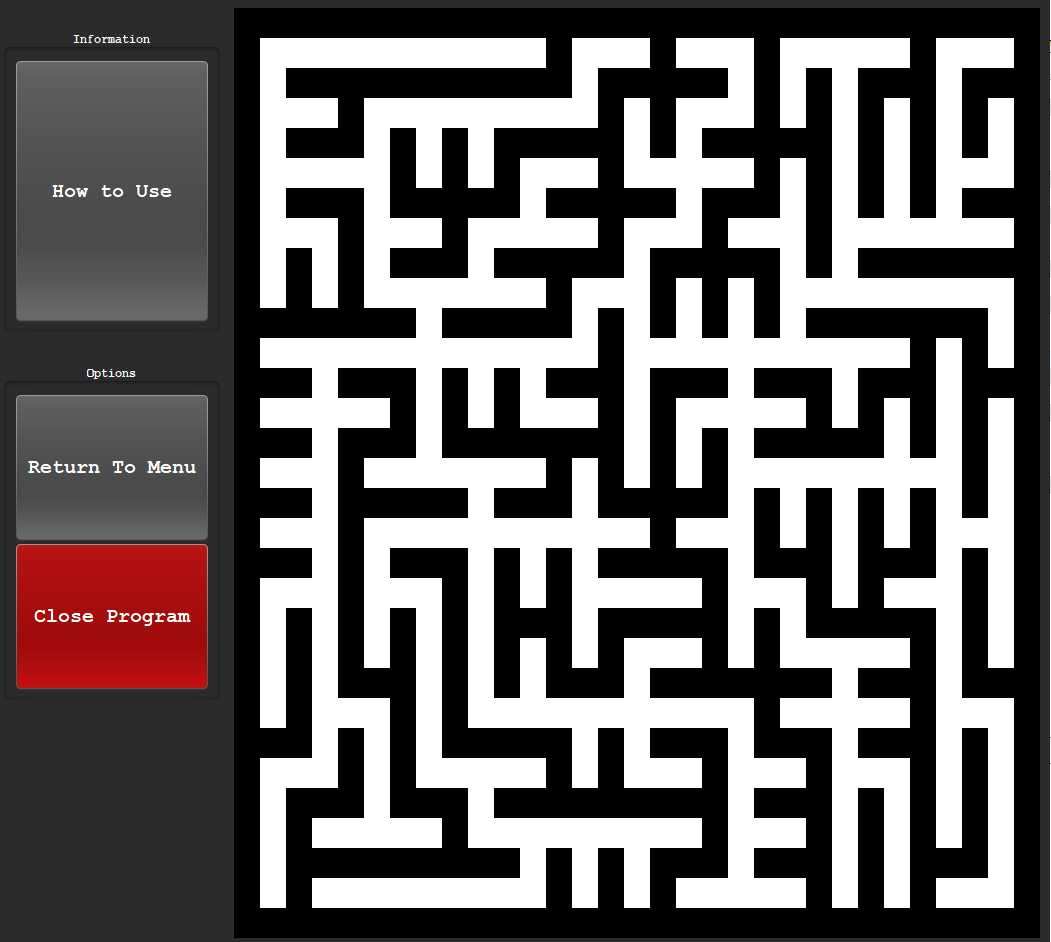 Information
How to Use
Options
Return To Menu
Close Program